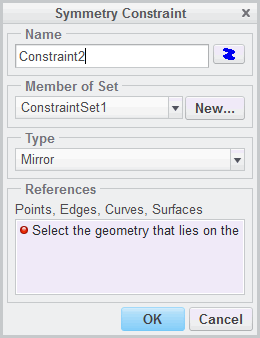 Symmetry Constraint
Name
Constraint2
Member of Set
ConstraintSet1
New...
Type
Mirror
References
Points, Edges, Curves, Surfaces
Select the geometry that lies on the
OK
Cancel